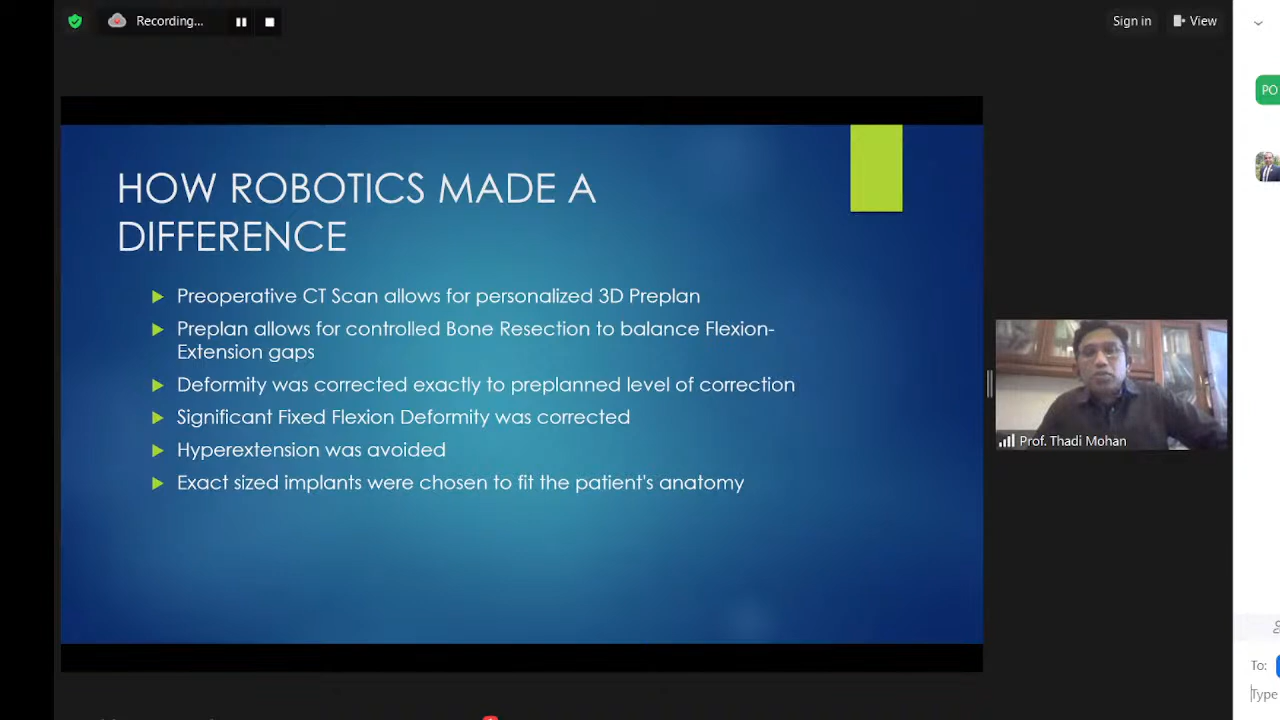 Recording...
Sign in
View
PO
HOW ROBOTICS MADE A
DIFFERENCE
Preoperative CT Scan allows for personalized 3D Preplan
Preplan allows for controlled Bone Resection to balance Flexion-
Extension gaps
Deformity was corrected exactly to preplanned level of correction
Significant Fixed Flexion Deformity was corrected
Hyperextension was avoided
Exact sized implants were chosen to fit the patient's anatomy
Prof. Thadi Mohan
To:
Type